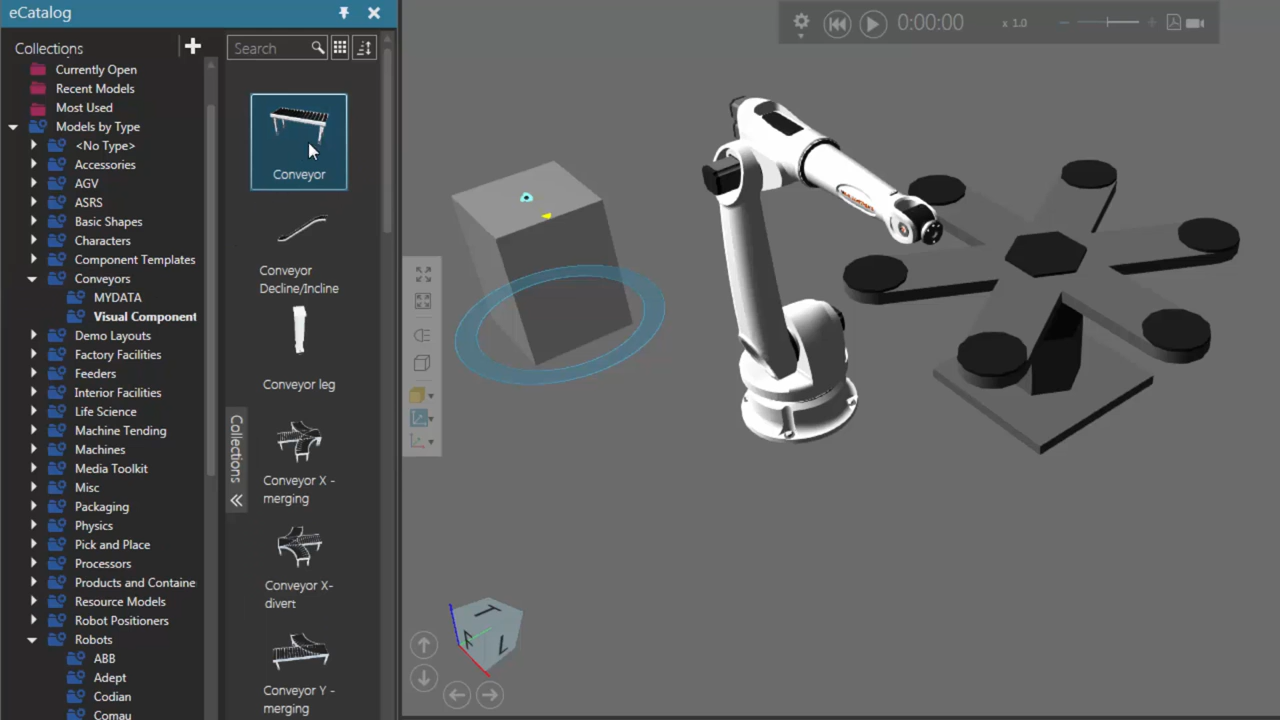 eCatalog
Collections
Search
Currently Open
Recent Models
Most Used
Models by Type
<No Type>
Accessories
AGV
ASRS
Basic Shapes
Characters
Component Templates
Conveyors
MYDATA
Visual Component
Demo Layouts
Factory Facilities
Feeders
Interior Facilities
Life Science
Machine Tending
Machines
Media Toolkit
Misc
Packaging
Physics
Pick and Place
Processors
Products and Containe
Resource Models
Robot Positioners
Robots
ABB
Adept
Codian
Comau
Conveyor
Conveyor
Decline/Incline
Conveyor leg
Conveyor X -
merging
Conveyor X-
divert
Conveyor Y -
merging
Collections
0:00:00
x 1.0
T
F
L